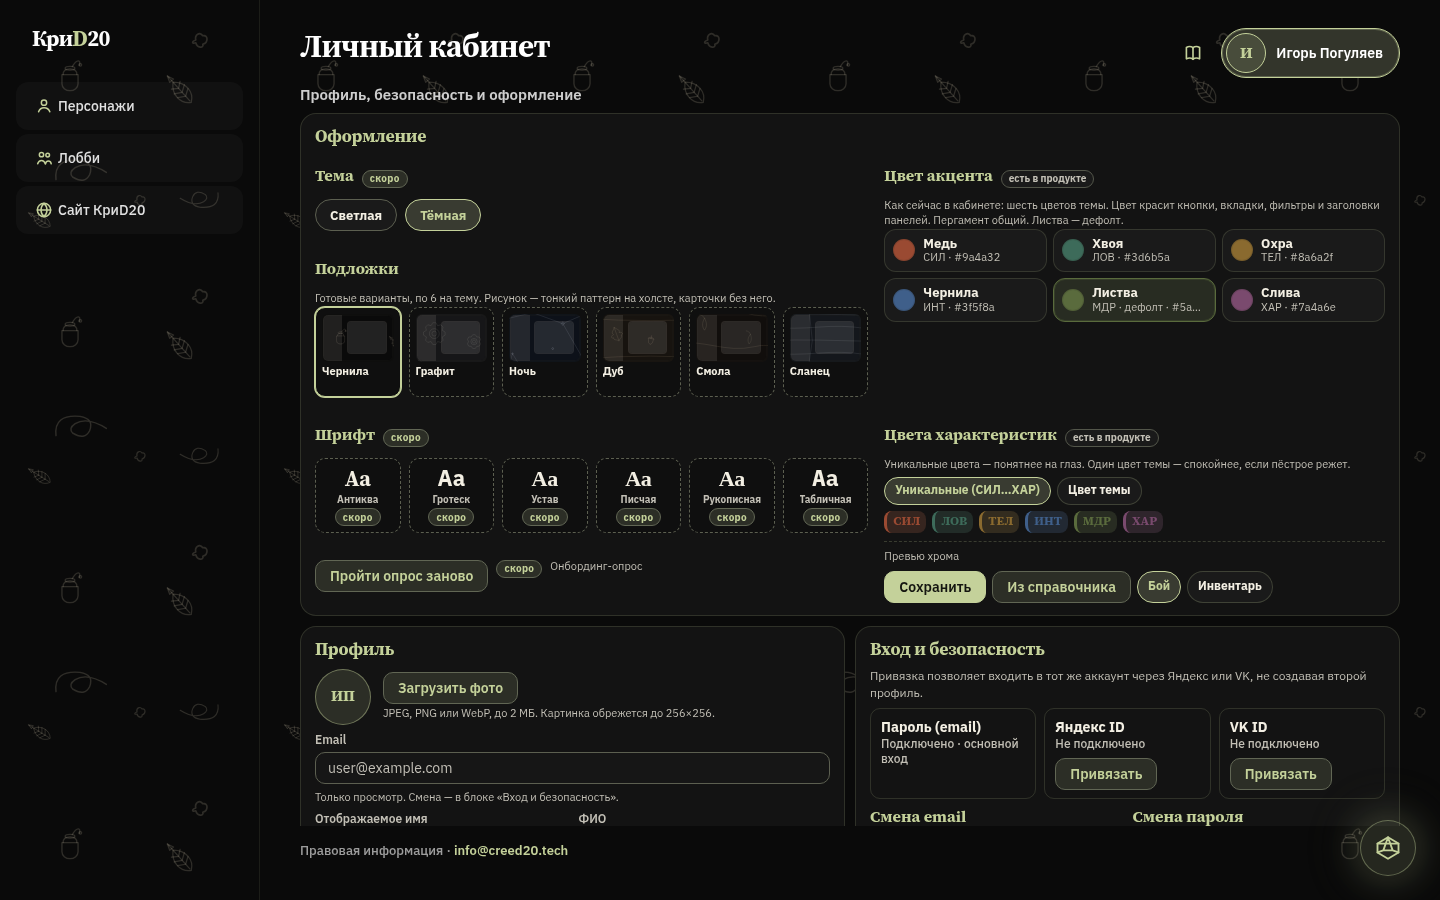 КриD20
Персонажи
Лобби
Сайт КриD20
Личный кабинет
Профиль, безопасность и оформление
И
Игорь Погуляев
Оформление
Тема скоро
Светлая
Тёмная
Подложки
Готовые варианты, по 6 на тему. Рисунок — тонкий паттерн на холсте, карточки без него.
Чернила
Графит
Ночь
Дуб
Смола
Сланец
Цвет акцента есть в продукте
Как сейчас в кабинете: шесть цветов темы. Цвет красит кнопки, вкладки, фильтры и заголовки
панелей. Пергамент общий. Листва — дефолт.
Медь
СИЛ · #9a4a32
Хвоя
ЛОВ · #3d6b5a
Охра
ТЕЛ · #8a6a2f
Чернила
ИНТ · #3f5f8a
Листва
МДР · дефолт · #5a...
Слива
ХАР · #7a4a6e
Шрифт скоро
Aa
Антиква
скоро
Aa
Гротеск
скоро
Aa
Устав
скоро
Aa
Писчая
скоро
Aa
Рукописная
скоро
Aa
Табличная
скоро
Пройти опрос заново
скоро
Онбординг-опрос
Цвета характеристик есть в продукте
Уникальные цвета — понятнее на глаз. Один цвет темы — спокойнее, если пёстрое режет.
Уникальные (СИЛ...ХАР)
Цвет темы
СИЛ ЛОВ ТЕЛ ИНТ МДР ХАР
Превью хрома
Сохранить
Из справочника
Бой
Инвентарь
Профиль
ИП
Загрузить фото
JPEG, PNG или WebP, до 2 МБ. Картинка обрежется до 256×256.
Email
user@example.com
Только просмотр. Смена — в блоке «Вход и безопасность».
Отображаемое имя
ФИО
Вход и безопасность
Привязка позволяет входить в тот же аккаунт через Яндекс или VK, не создавая второй
профиль.
Пароль (email)
Подключено · основной
вход
Яндекс ID
Не подключено
Привязать
VK ID
Не подключено
Привязать
Смена email
Смена пароля
Правовая информация · info@creed20.tech